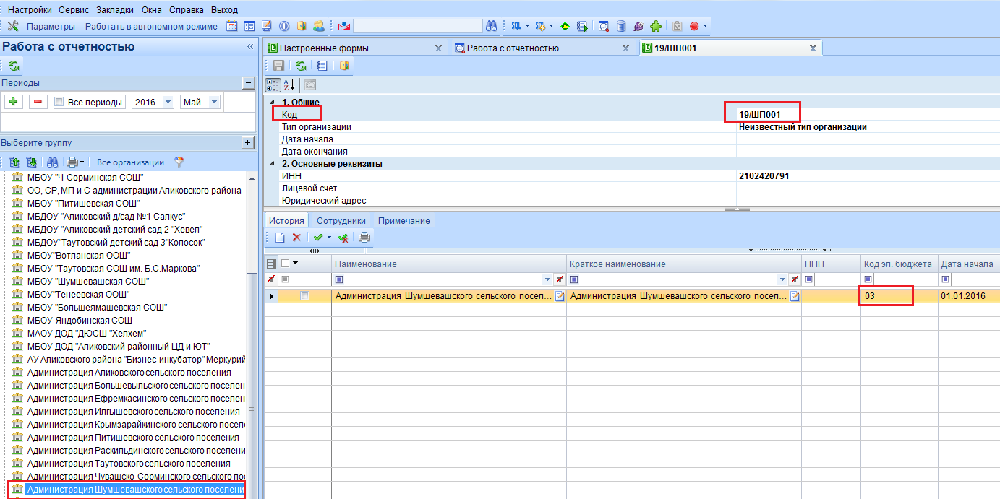 Настройки Сервис Закладки Окна Справка Выход
Параметры Работать в автономном режиме SQL
Работа с отчетностью «
Настроенные формы Работа с отчетностью 19/ШП001
Периоды
Все периоды 2016 Май
Выберите группу
Все организации
МБОУ "Ч-Сорминская СОШ"
ОО, СР, МП и С администрации Аликовского района
МБОУ "Питишевская СОШ"
МБДОУ "Аликовский д/сад №1 Салкус"
МБДОУ "Аликовский детский сад 2 "Хевел"
МБДОУ"Таутовский детский сад 3"Колосок"
МБОУ"Вотланская ООШ"
МБОУ "Таутовская СОШ им. Б.С.Маркова"
МБОУ "Шумшевашская СОШ"
МБОУ"Тенеевская ООШ"
МБОУ "Большеямашевская СОШ"
МБОУ Яндобинская СОШ
МАОУ ДОД "ДЮСШ "Хелхем"
МБОУ ДОД "Аликовский районный ЦД и ЮТ"
АУ Аликовского района "Бизнес-инкубатор" Меркурий
Администрация Аликовского сельского поселения
Администрация Большевыльского сельского поселен
Администрация Ефремкасинского сельского поселен
Администрация Илгышевского сельского поселения
Администрация Крымзарайкинского сельского посел
Администрация Питишевского сельского поселения
Администрация Раскильдинского сельского поселени
Администрация Таутовского сельского поселения
Администрация Чувашско-Сорминского сельского по
Администрация Шумшевашского сельского поселени
1. Общие
Код 19/ШП001
Тип организации Неизвестный тип организации
Дата начала
Дата окончания
2. Основные реквизиты
ИНН 2102420791
Лицевой счет
Юридический адрес
История Сотрудники Примечание
Наименование Краткое наименование ППП Код эл. бюджета Дата начала
Администрация Шумшевашского сельского посел... Администрация Шумшевашского сельского посел... 03 01.01.2016